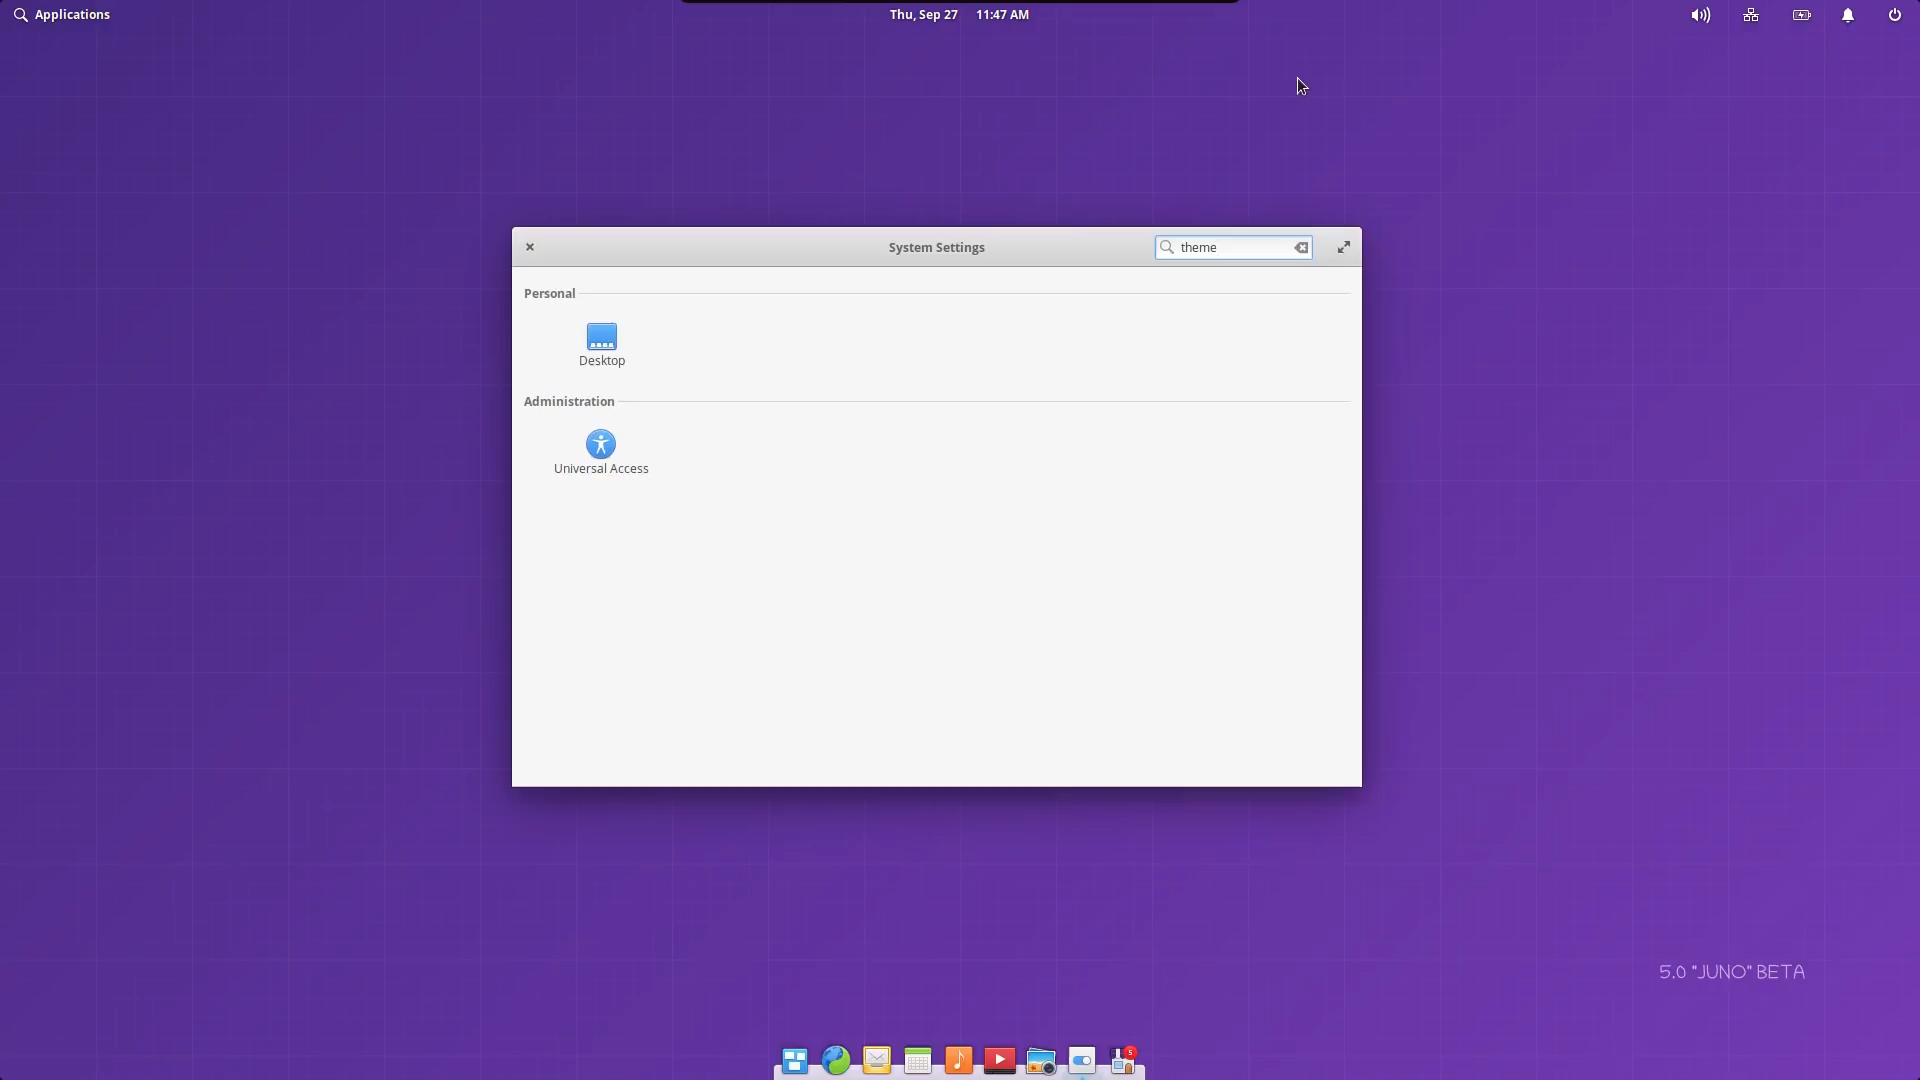 Applications
Thu, Sep 27 11:47 AM
System Settings
theme
Personal
Desktop
Administration
Universal Access
5.0 "JUNO" BETA
5